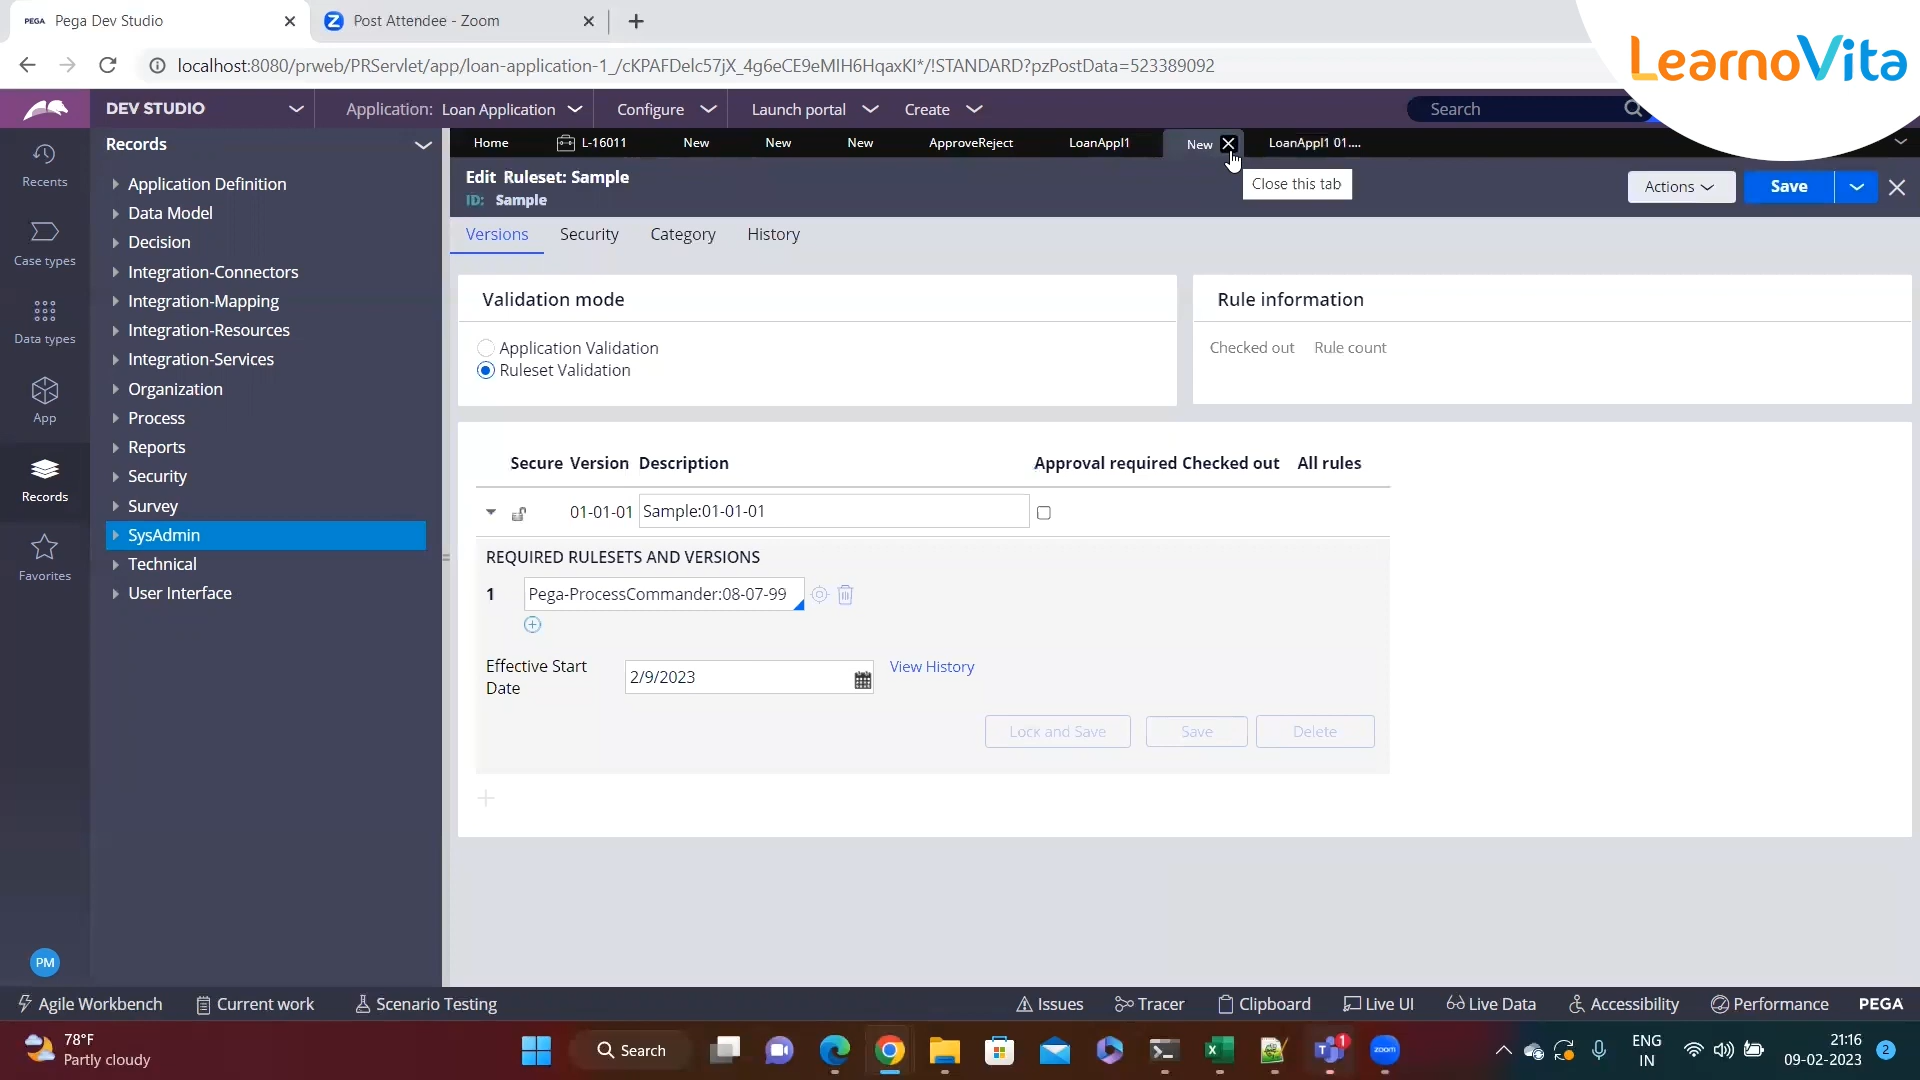 PEGA Pega Dev Studio
Post Attendee - Zoom
localhost:8080/prweb/PRServlet/app/loan-application-1_/cKPAFDelc57jX_4g6eCE9eMIH6HqaxKI*/!STANDARD?pzPostData=523389092
LearnoVita
DEV STUDIO
Application: Loan Application
Configure
Launch portal
Create
Search
Recents
Case types
Data types
App
Records
Favorites
PM
Records
Application Definition
Data Model
Decision
Integration-Connectors
Integration-Mapping
Integration-Resources
Integration-Services
Organization
Process
Reports
Security
Survey
SysAdmin
Technical
User Interface
Home
L-16011
New
New
New
ApproveReject
LoanAppl1
New
LoanAppl1 01....
Close this tab
Edit Ruleset: Sample
ID: Sample
Actions
Save
Versions
Security
Category
History
Validation mode
Application Validation
Ruleset Validation
Rule information
Checked out
Rule count
Secure Version Description Approval required Checked out All rules
01-01-01 Sample:01-01-01
REQUIRED RULESETS AND VERSIONS
1 Pega-ProcessCommander:08-07-99
Effective Start
Date
2/9/2023
View History
Lock and Save
Save
Delete
Agile Workbench
Current work
Scenario Testing
Issues
Tracer
Clipboard
Live UI
Live Data
Accessibility
Performance
PEGA
78°F
Partly cloudy
Search
1
zoom
ENG
IN
21:16
09-02-2023
2